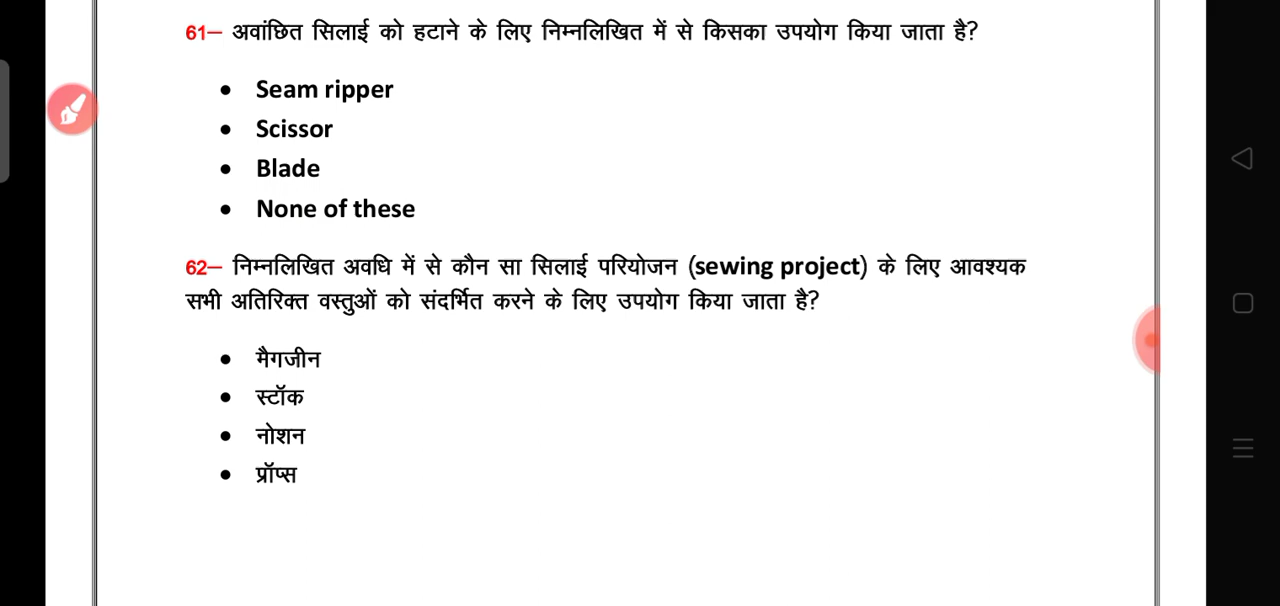 61– अवांछित सिलाई को हटाने के लिए निम्नलिखित में से किसका उपयोग किया जाता है?
• Seam ripper
• Scissor
• Blade
• None of these
62– निम्नलिखित अवधि में से कौन सा सिलाई परियोजन (sewing project) के लिए आवश्यक
सभी अतिरिक्त वस्तुओं को संदर्भित करने के लिए उपयोग किया जाता है?
• मैगजीन
• स्टॉक
• नोशन
• प्रॉप्स